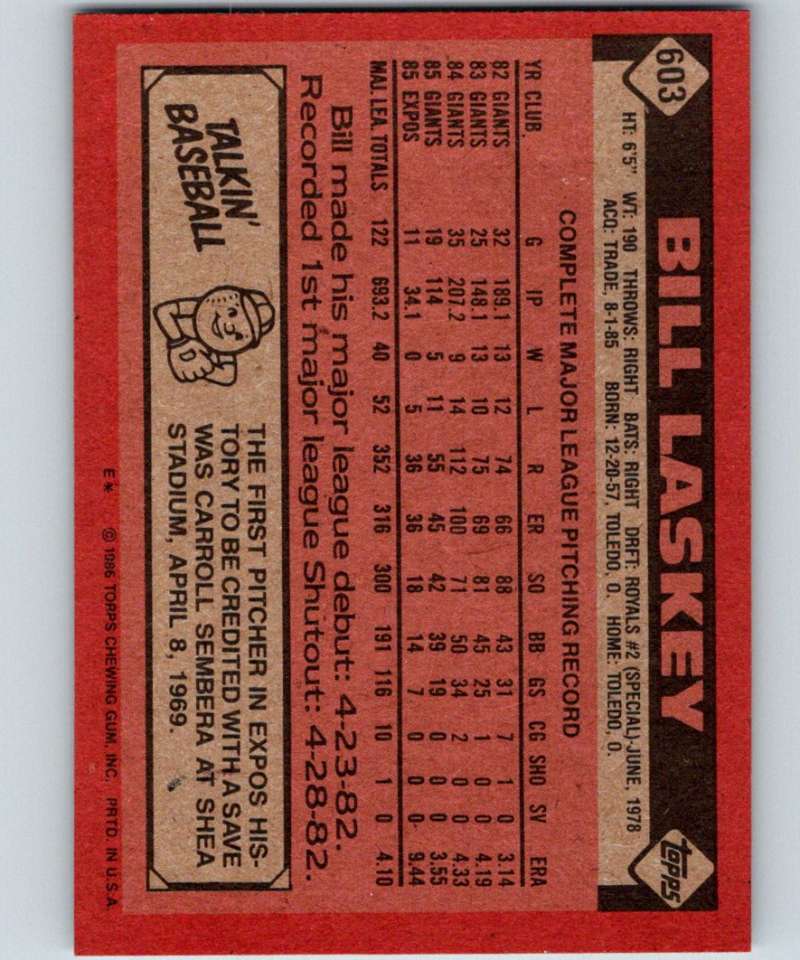 603
BILL LASKEY
topps
HT: 6'5" WT: 190 THROWS: RIGHT BATS: RIGHT DRFT: ROYALS #2 (SPECIAL)-JUNE, 1978
ACQ: TRADE, 8-1-85 BORN: 12-20-57, TOLEDO, O. HOME: TOLEDO, O.
COMPLETE MAJOR LEAGUE PITCHING RECORD
YR CLUB G IP W L R ER SO BB GS CG SHO SV ERA
82 GIANTS 32 189.1 13 12 74 66 88 43 31 7 1 0 3.14
83 GIANTS 25 148.1 13 10 75 69 81 45 25 1 0 0 4.19
84 GIANTS 35 207.2 9 14 112 100 71 50 34 2 0 0 4.33
85 GIANTS 19 114 5 11 55 45 42 39 19 0 0 0 3.55
85 EXPOS 11 34.1 0 5 36 36 18 14 7 0 0 0 9.44
MAJ. LEA. TOTALS 122 693.2 40 52 352 316 300 191 116 10 1 0 4.10
Bill made his major league debut: 4-23-82.
Recorded 1st major league Shutout: 4-28-82.
TALKIN'
BASEBALL
THE FIRST PITCHER IN EXPOS HIS-
TORY TO BE CREDITED WITH A SAVE
WAS CARROLL SEMBERA AT SHEA
STADIUM, APRIL 8, 1969.
E* © 1986 TOPPS CHEWING GUM, INC. PRTD. IN U.S.A.